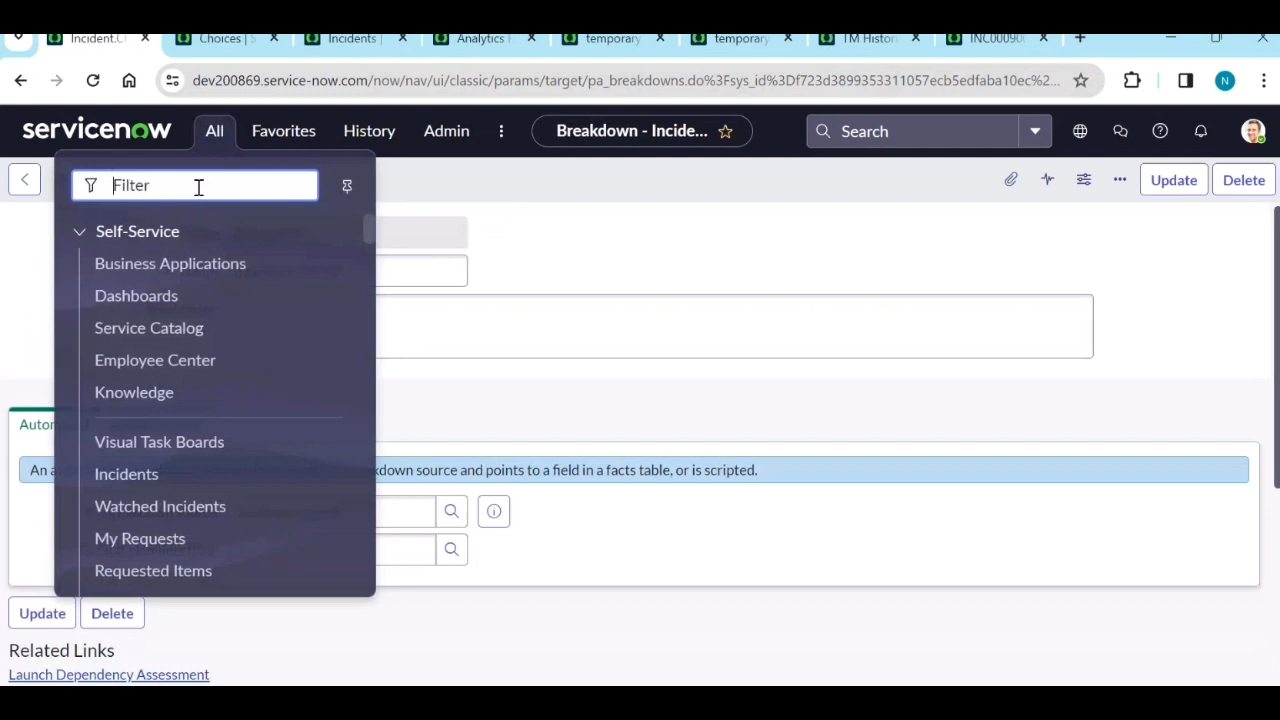 Incident.C
Choices | S
Incidents |
Analytics
temporary
temporary
TM Histor
INC00090
dev200869.service-now.com/now/nav/ui/classic/params/target/pa_breakdowns.do%3Fsys_id%3Df723d3899353311057ecb5edfaba10ec%2...
N
servicenow
All
Favorites
History
Admin
Breakdown - Incide...
Search
Filter
Update
Delete
Self-Service
Business Applications
Dashboards
Service Catalog
Employee Center
Knowledge
Visual Task Boards
Incidents
Watched Incidents
My Requests
Requested Items
An a
kdown source and points to a field in a facts table, or is scripted.
Update
Delete
Related Links
Launch Dependency Assessment